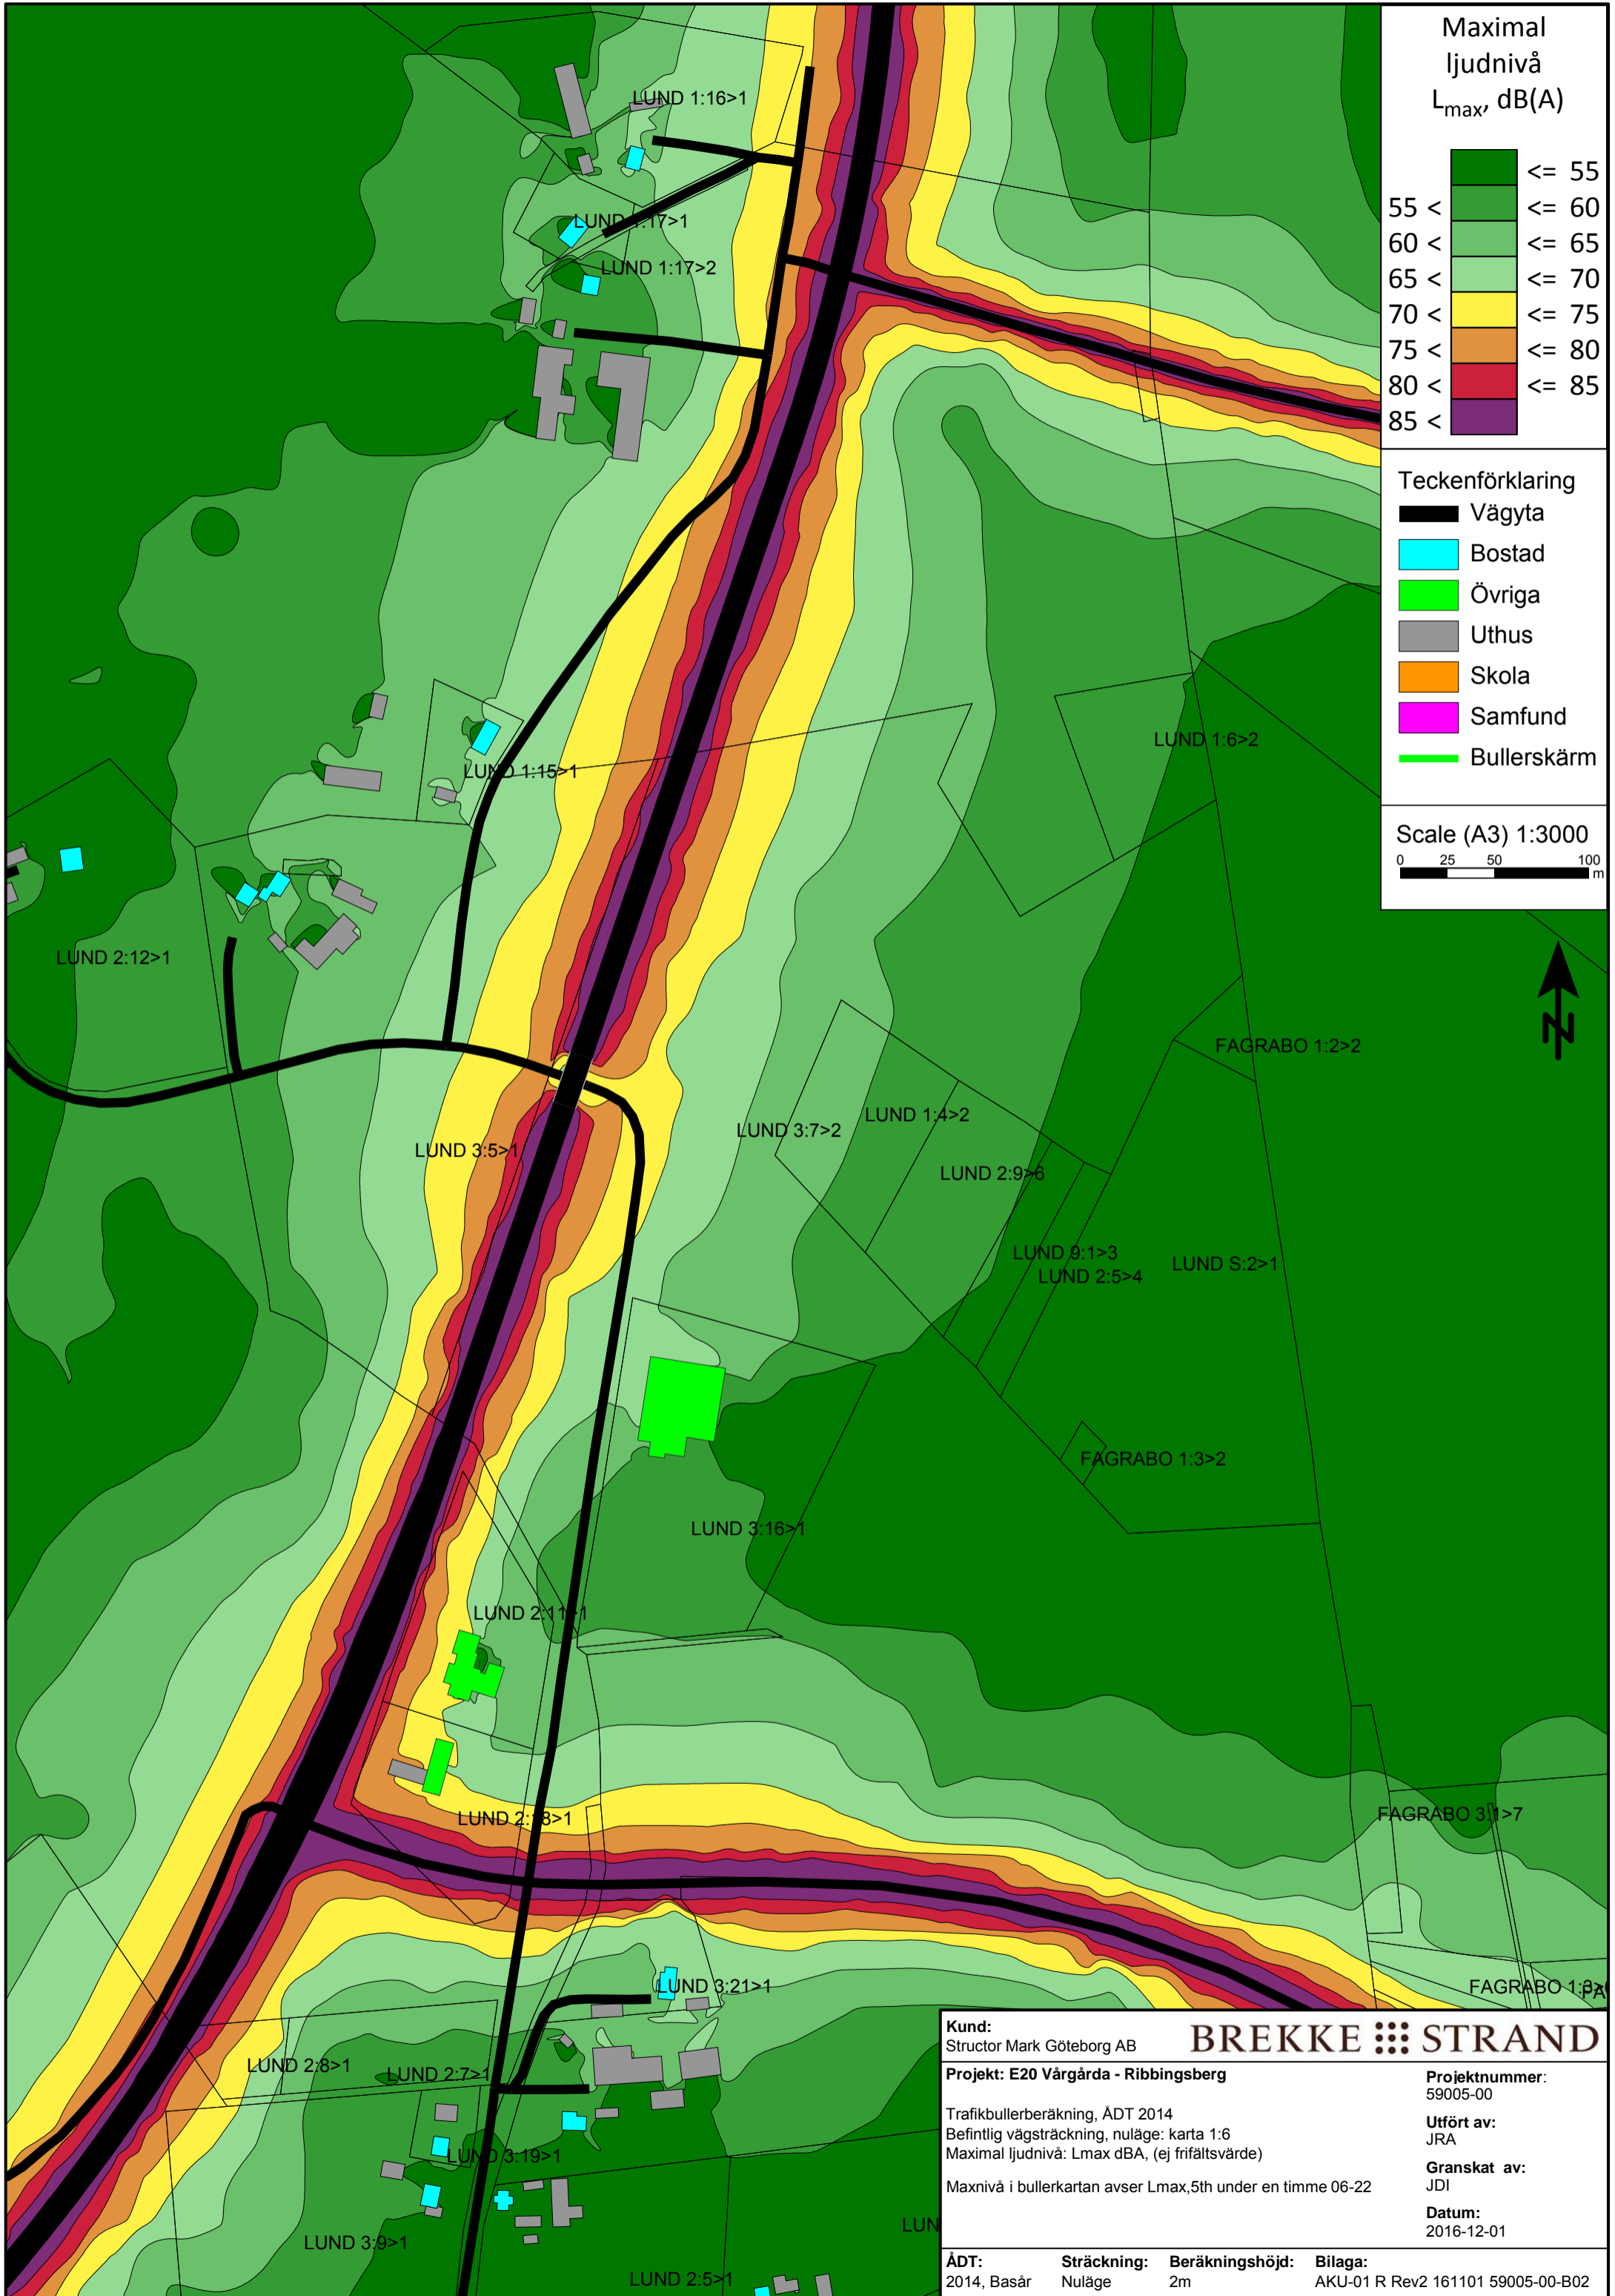 Maximal
ljudnivå
Lmax, dB(A)
<= 55
55 < <= 60
60 < <= 65
65 < <= 70
70 < <= 75
75 < <= 80
80 < <= 85
85 <
Teckenförklaring
Vägyta
Bostad
Övriga
Uthus
Skola
Samfund
Bullerskärm
Scale (A3) 1:3000
0 25 50 100
m
N
LUND 1:16>1
LUND 1:17>1
LUND 1:17>2
LUND 1:6>2
LUND 1:15>1
LUND 2:12>1
FAGRABO 1:2>2
LUND 1:4>2
LUND 3:7>2
LUND 3:5>1
LUND 2:9>6
LUND 9:1>3
LUND S:2>1
LUND 2:5>4
FAGRABO 1:3>2
LUND 3:16>1
LUND 2:11>1
FAGRABO 3:1>7
LUND 2:18>1
LUND 3:21>1
FAGRABO 1:3>
LUND 2:8>1
LUND 2:7>1
LUND 3:19>1
LUN
LUND 3:9>1
LUND 2:5>1
Kund:
Structor Mark Göteborg AB
BREKKE STRAND
Projekt: E20 Vårgårda - Ribbingsberg
Trafikbullerberäkning, ÅDT 2014
Befintlig vägsträckning, nuläge: karta 1:6
Maximal ljudnivå: Lmax dBA, (ej frifältsvärde)
Maxnivå i bullerkartan avser Lmax,5th under en timme 06-22
Projektnummer:
59005-00
Utfört av:
JRA
Granskat av:
JDI
Datum:
2016-12-01
ÅDT: Sträckning: Beräkningshöjd: Bilaga:
2014, Basår Nuläge 2m AKU-01 R Rev2 161101 59005-00-B02